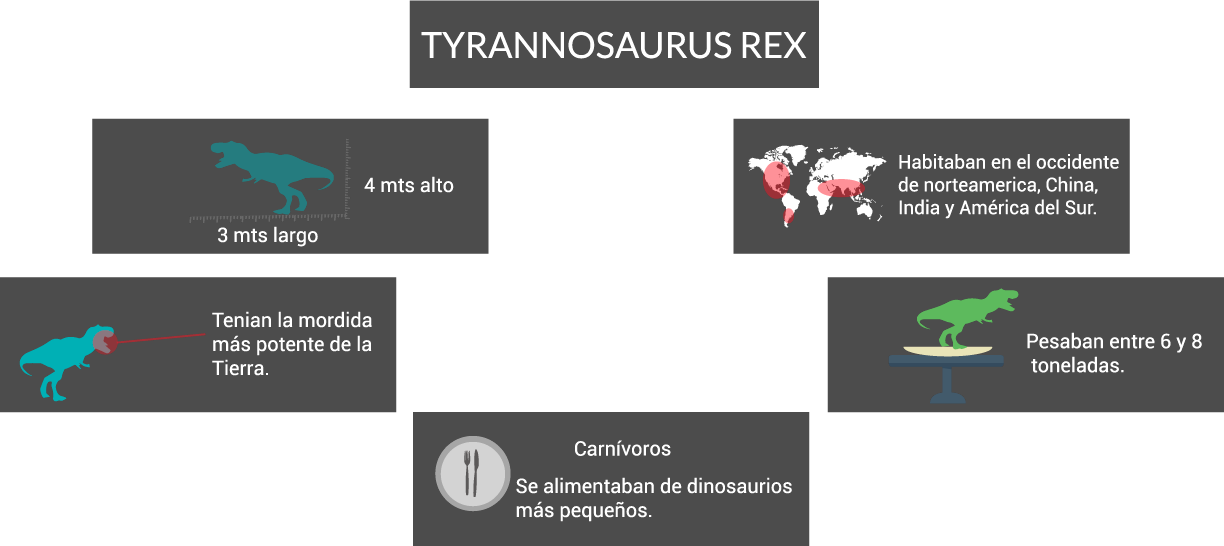 TYRANNOSAURUS REX
4 mts alto
3 mts largo
Habitaban en el occidente
de norteamerica, China,
India y América del Sur.
Tenian la mordida
más potente de la
Tierra.
Pesaban entre 6 y 8
toneladas.
Carnívoros
Se alimentaban de dinosaurios
más pequeños.